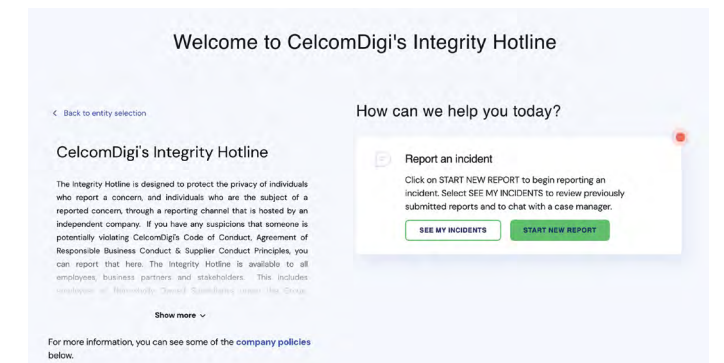 Welcome to CelcomDigi's Integrity Hotline
Back to entity selection
CelcomDigi's Integrity Hotline
The Integrity Hotline is designed to protect the privacy of individuals
who report a concern, and individuals who are the subject of a
reported concern, through a reporting channel that is hosted by an
independent company. If you have any suspicions that someone is
potentially violating CelcomDigi's Code of Conduct, Agreement of
Responsible Business Conduct & Supplier Conduct Principles, you
can report that here. The Integrity Hotline is available to all
employees, business partners and stakeholders. This includes
Show more
For more information, you can see some of the company policies
below.
How can we help you today?
Report an incident
Click on START NEW REPORT to begin reporting an
incident. Select SEE MY INCIDENTS to review previously
submitted reports and to chat with a case manager.
SEE MY INCIDENTS
START NEW REPORT